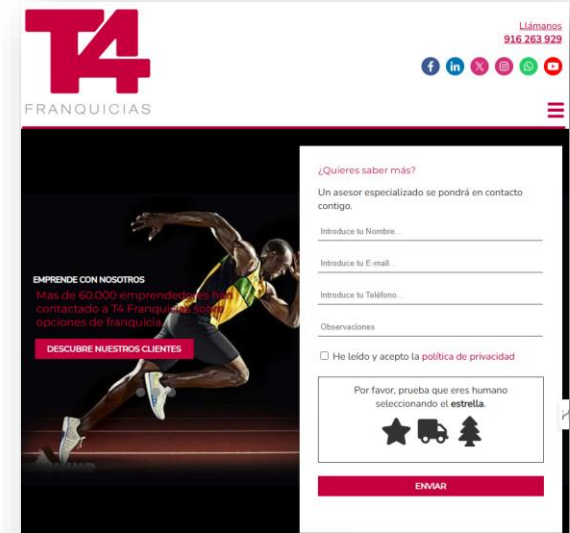 T4
FRANQUICIAS
Llámanos
916 263 929
¿Quieres saber más?
Un asesor especializado se pondrá en contacto
contigo.
Introduce tu Nombre...
Introduce tu E-mail...
Introduce tu Teléfono...
Observaciones
He leído y acepto la política de privacidad
Por favor, prueba que eres humano
seleccionando el estrella.
ENVIAR
EMPRENDE CON NOSOTROS
Mas de 60.000 emprendedores han
contactado a T4 Franquicias sobre
opciones de franquicia.
DESCUBRE NUESTROS CLIENTES